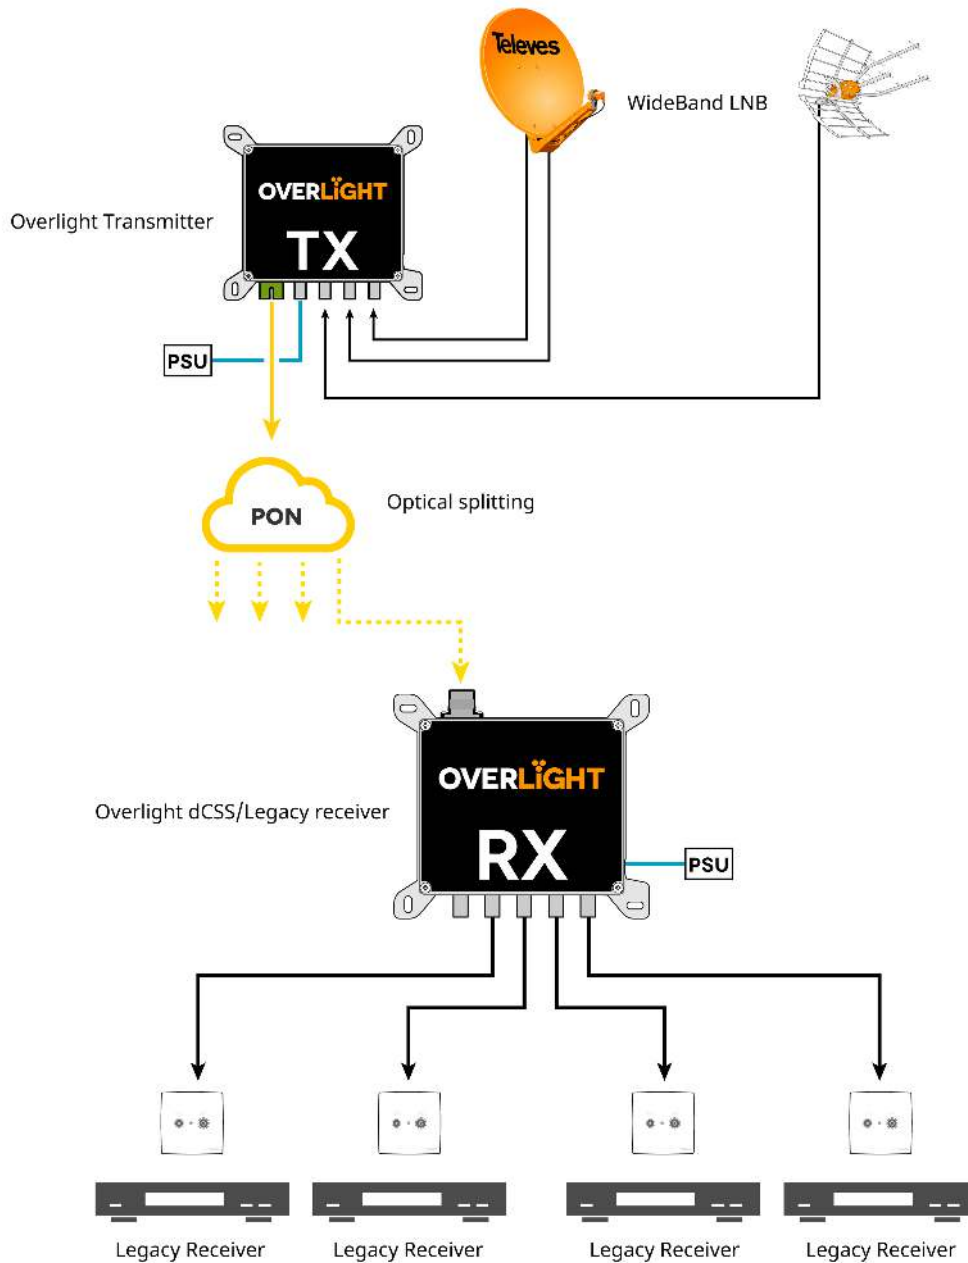 Televes
WideBand LNB
OVERLIGHT
TX
Overlight Transmitter
PSU
PON
Optical splitting
OVERLIGHT
RX
Overlight dCSS/Legacy receiver
PSU
Legacy Receiver
Legacy Receiver
Legacy Receiver
Legacy Receiver